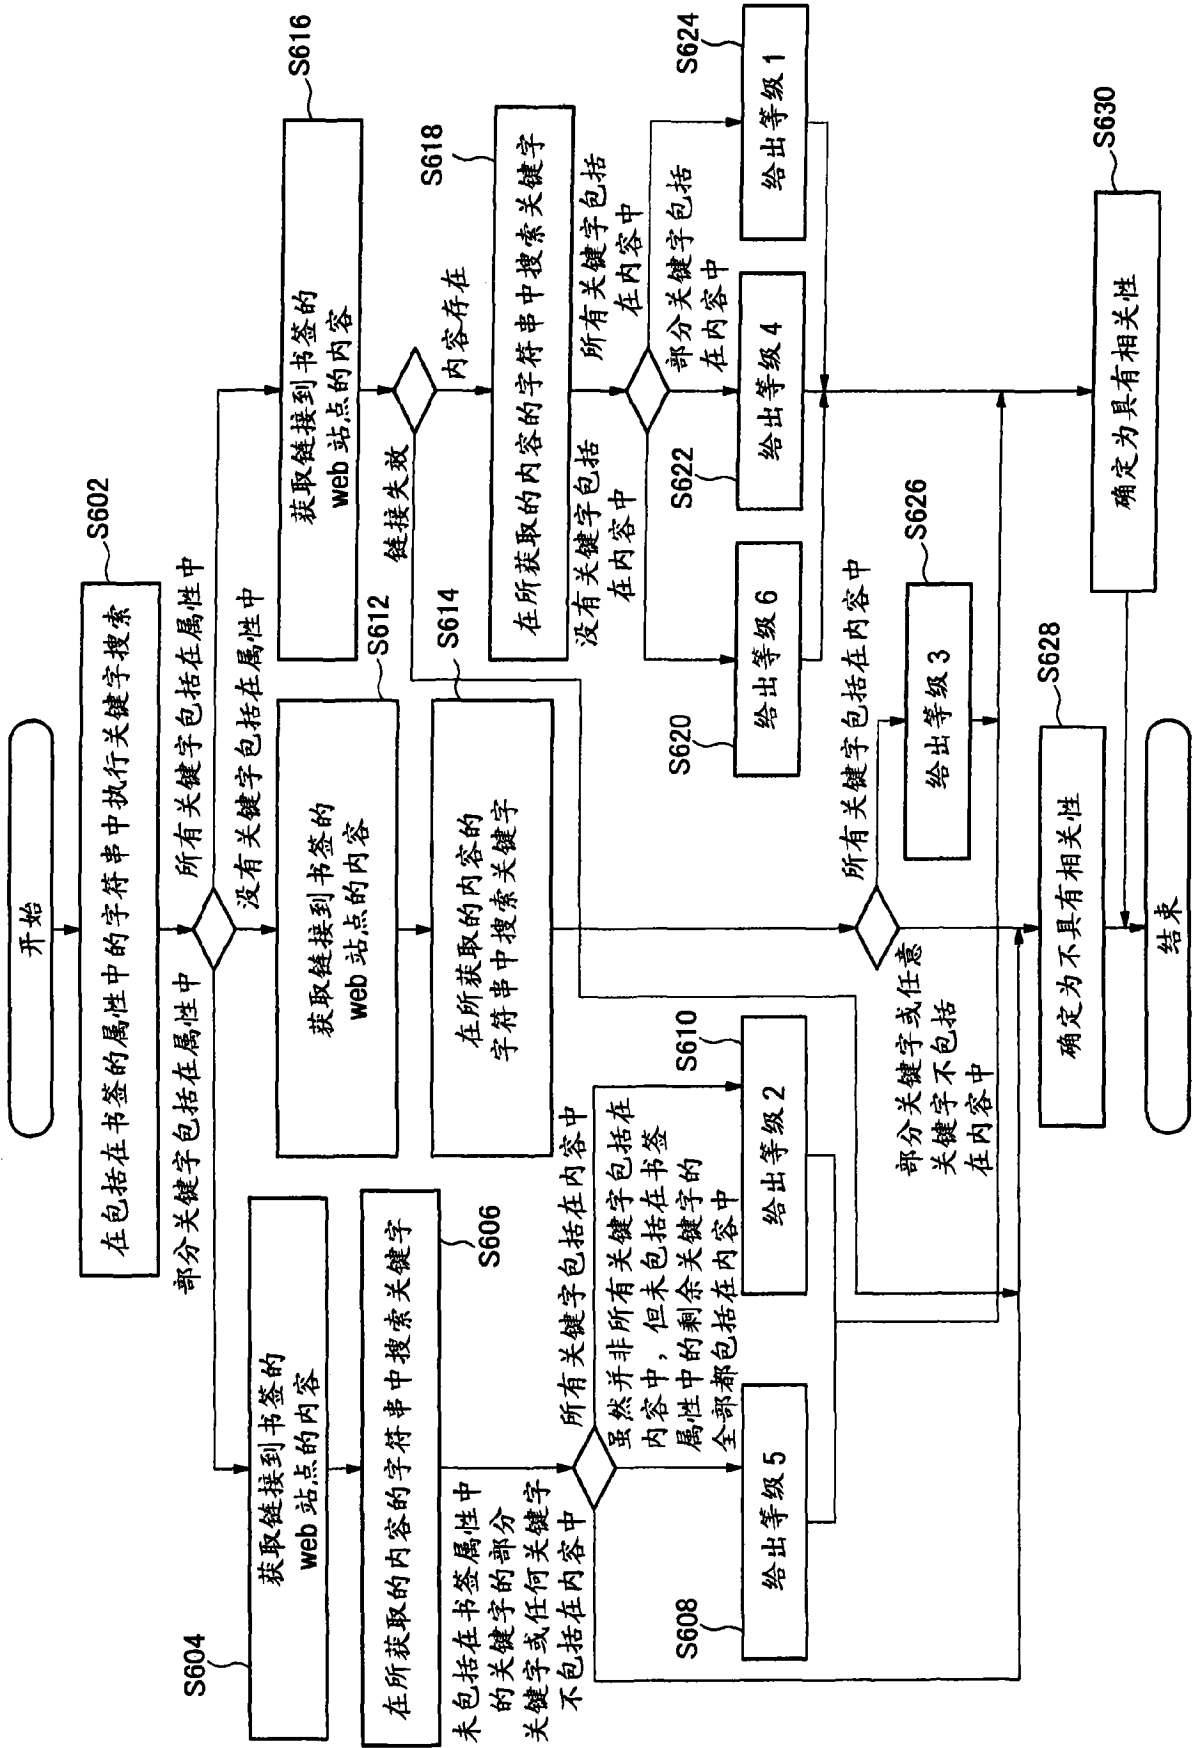 开始
S602
在包括在书签的属性中的字符串中执行关键字搜索
部分关键字包括在属性中
所有关键字包括在属性中
没有关键字包括在属性中
S604
获取链接到书签的
web 站点的内容
S606
在所获取的内容的字符串中搜索关键字
未包括在书签属性中
的关键字的部分
关键字或任何关键字
不包括在内容中
所有关键字包括在内容中
虽然并非所有关键字包括在
内容中，但未包括在书签
属性中的剩余关键字的
全部都包括在内容中
S608
给出等级 5
S610
给出等级 2
S612
获取链接到书签的
web 站点的内容
S614
在所获取的内容的
字符串中搜索关键字
所有关键字包括在内容中
部分关键字或任意
关键字不包括
在内容中
S626
给出等级 3
S616
获取链接到书签的
web 站点的内容
链接失效
内容存在
S618
在所获取的内容的字符串中搜索关键字
没有关键字包括
在内容中
所有关键字包括
在内容中
部分关键字包括
在内容中
S620
给出等级 6
S622
给出等级 4
S624
给出等级 1
S628
确定为不具有相关性
S630
确定为具有相关性
结束